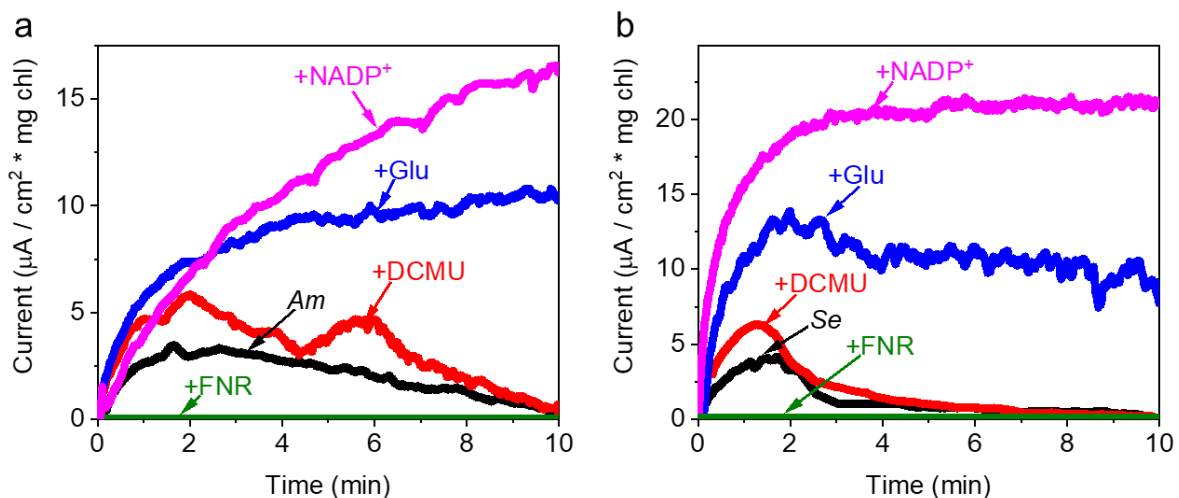 a
Current (μA / cm² * mg chl)
15
10
5
0
+NADP⁺
+Glu
+DCMU
Am
+FNR
0 2 4 6 8 10
Time (min)
b
Current (μA / cm² * mg chl)
20
15
10
5
0
+NADP⁺
+Glu
+DCMU
Se
+FNR
0 2 4 6 8 10
Time (min)